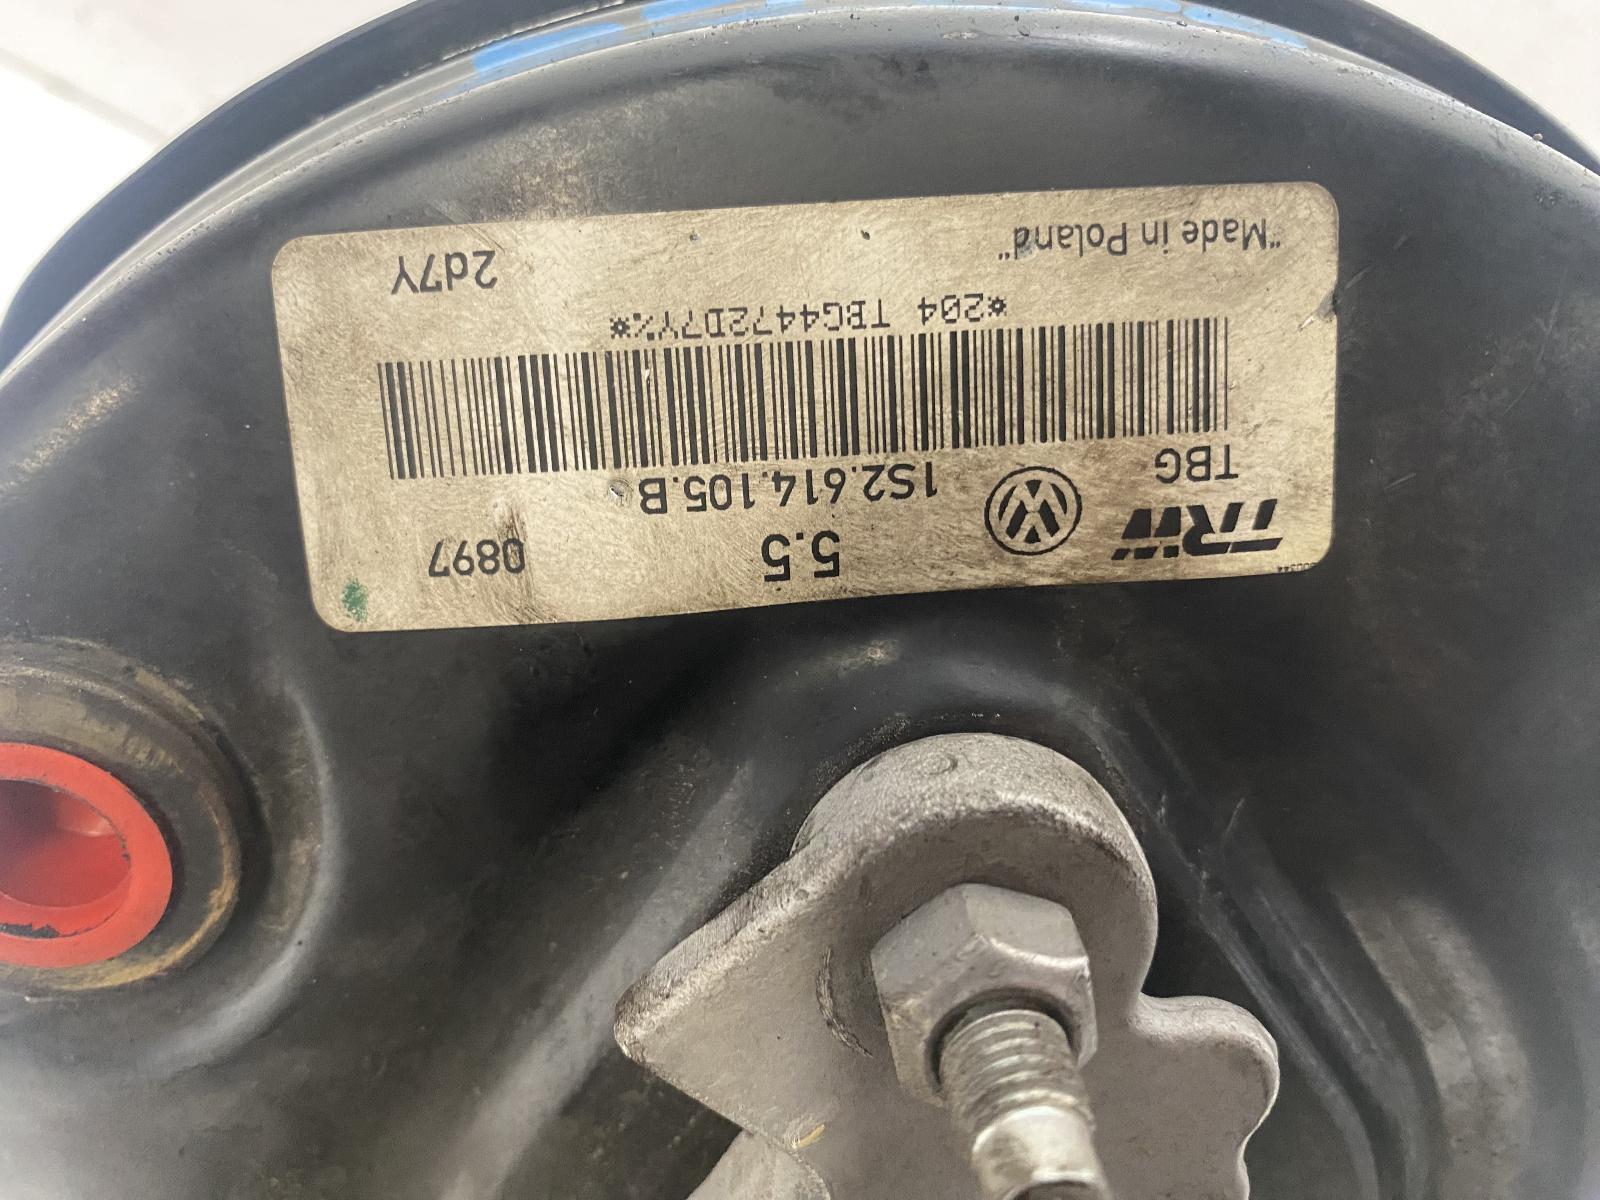 TRW 5.5 0897
TBG 1S2.614.105.B
*204 TBG4472D7Y%*
"Made in Poland" 2d7Y